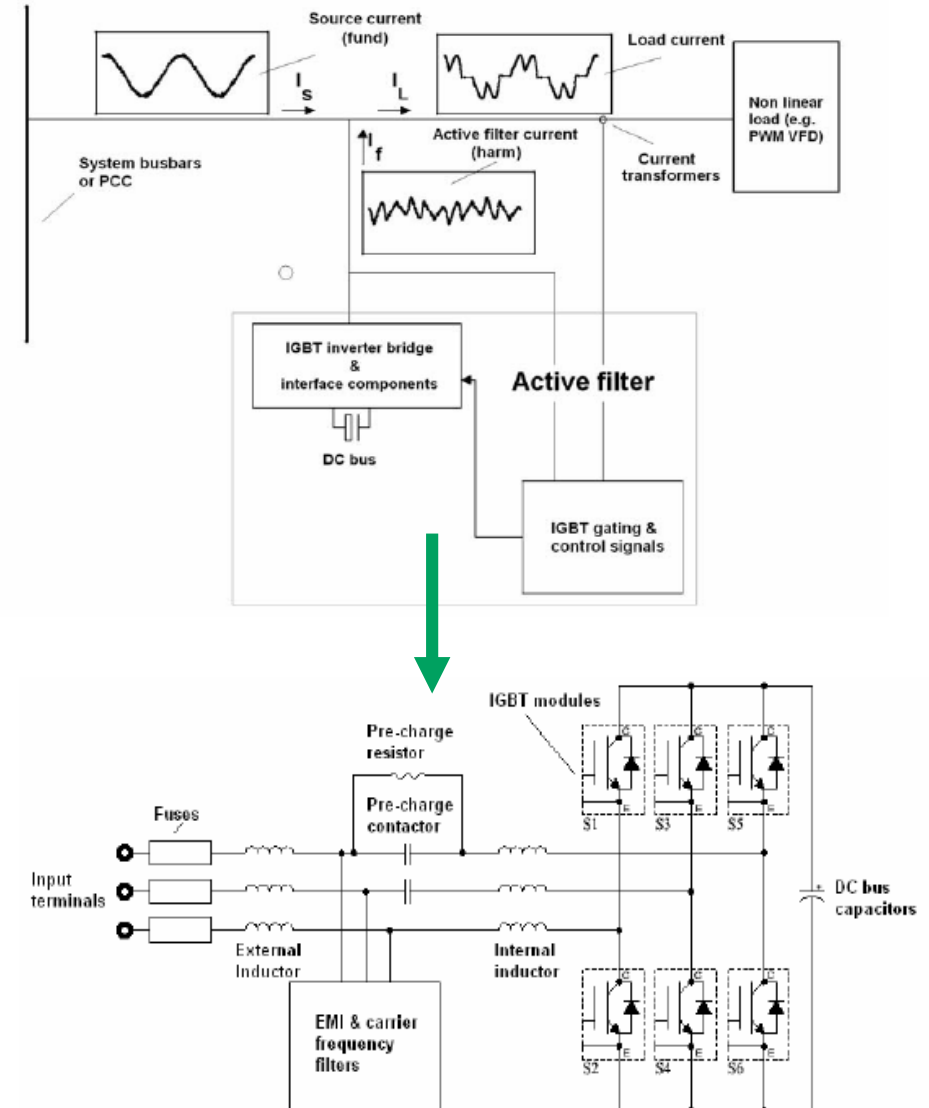 Source current
(fund)
Load current
I
S
I
L
Non linear
load (e.g.
PWM VFD)
Active filter current
(harm)
I
f
System busbars
or PCC
Current
transformers
IGBT inverter bridge
&
interface components
Active filter
DC bus
IGBT gating &
control signals
IGBT modules
Pre-charge
resistor
C
C
C
Pre-charge
contactor
Fuses
E
E
E
S1
S3
S5
Input
terminals
+
DC bus
capacitors
External
Inductor
Internal
inductor
C
C
C
EMI & carrier
frequency
filters
E
E
E
S2
S4
S6